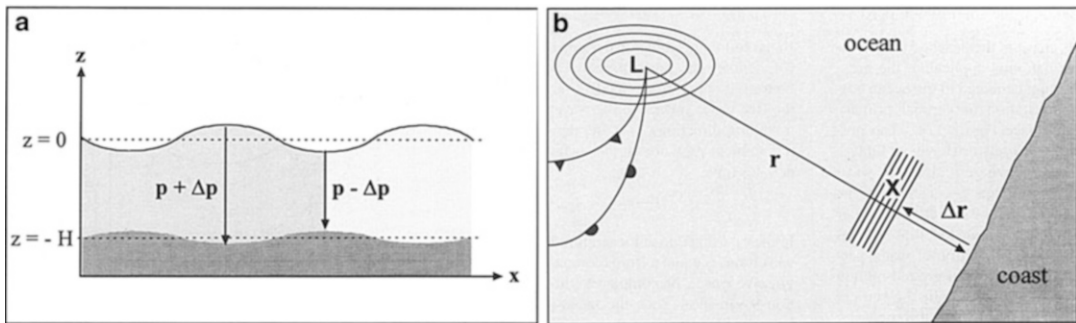 a
z
z = 0
p + Δp
p - Δp
z = - H
x
b
ocean
L
r
X
Δr
coast